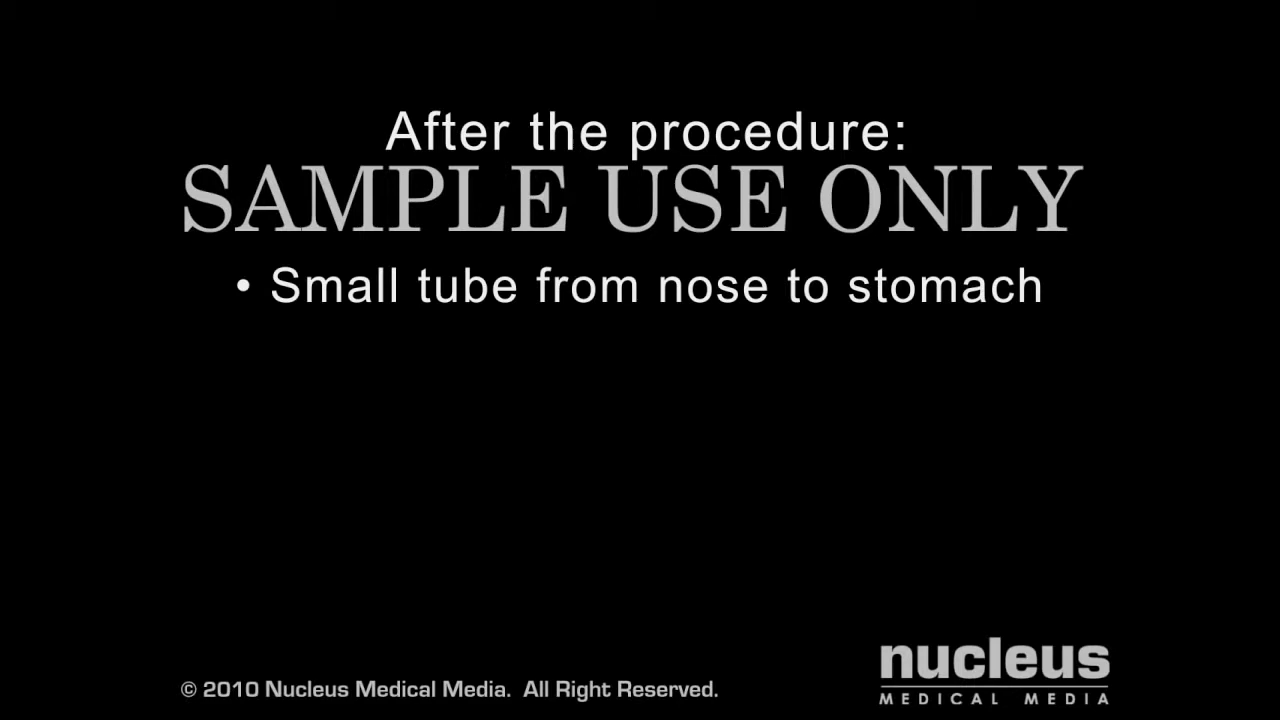 After the procedure:
SAMPLE USE ONLY
• Small tube from nose to stomach
nucleus
MEDICAL MEDIA
© 2010 Nucleus Medical Media. All Right Reserved.